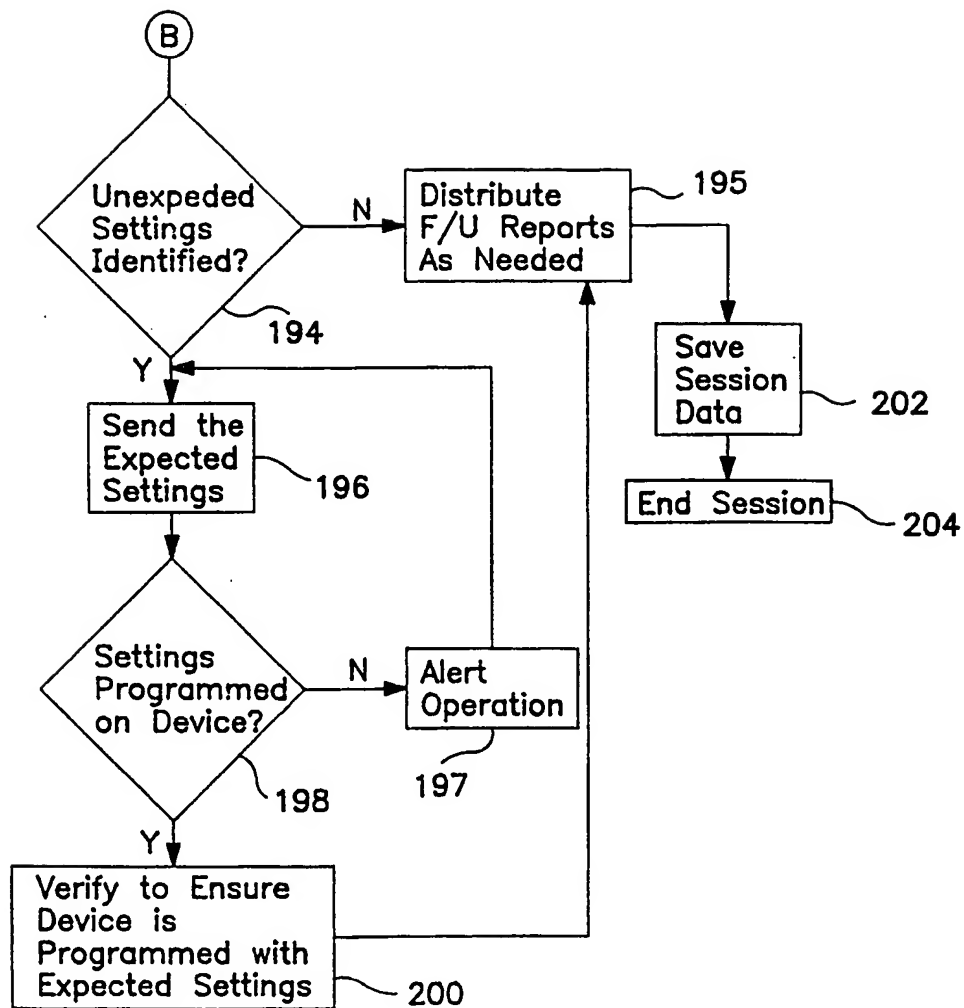 B
Unexpeded
Settings
Identified?
N
194
Y
Distribute
F/U Reports
As Needed
195
Save
Session
Data
202
End Session
204
Send the
Expected
Settings
196
Settings
Programmed
on Device?
N
198
Y
Alert
Operation
197
Verify to Ensure
Device is
Programmed with
Expected Settings
200